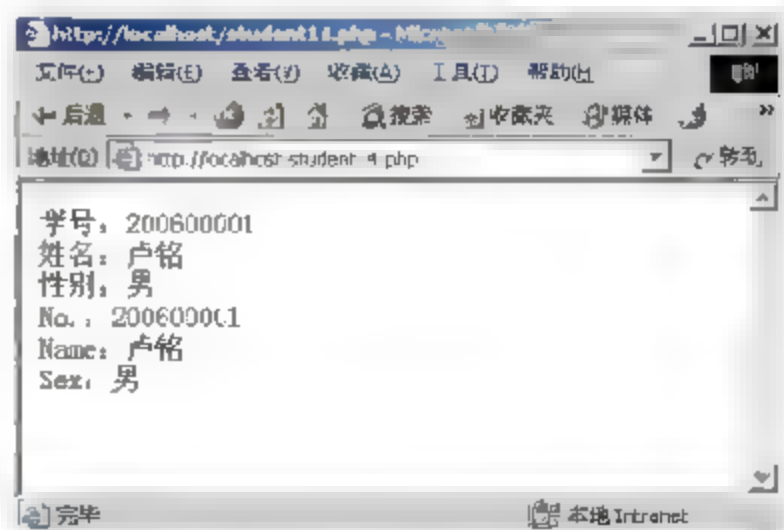 http://localhost/student14.php - Micro
文件(F) 编辑(E) 查看(V) 收藏(A) 工具(T) 帮助(H
后退 搜索 收藏夹 媒体 »
地址(D) http://localhost/student14.php 转到
学号：200600001
姓名：卢铭
性别：男
No.：200600001
Name：卢铭
Sex：男
完毕 本地 Intranet